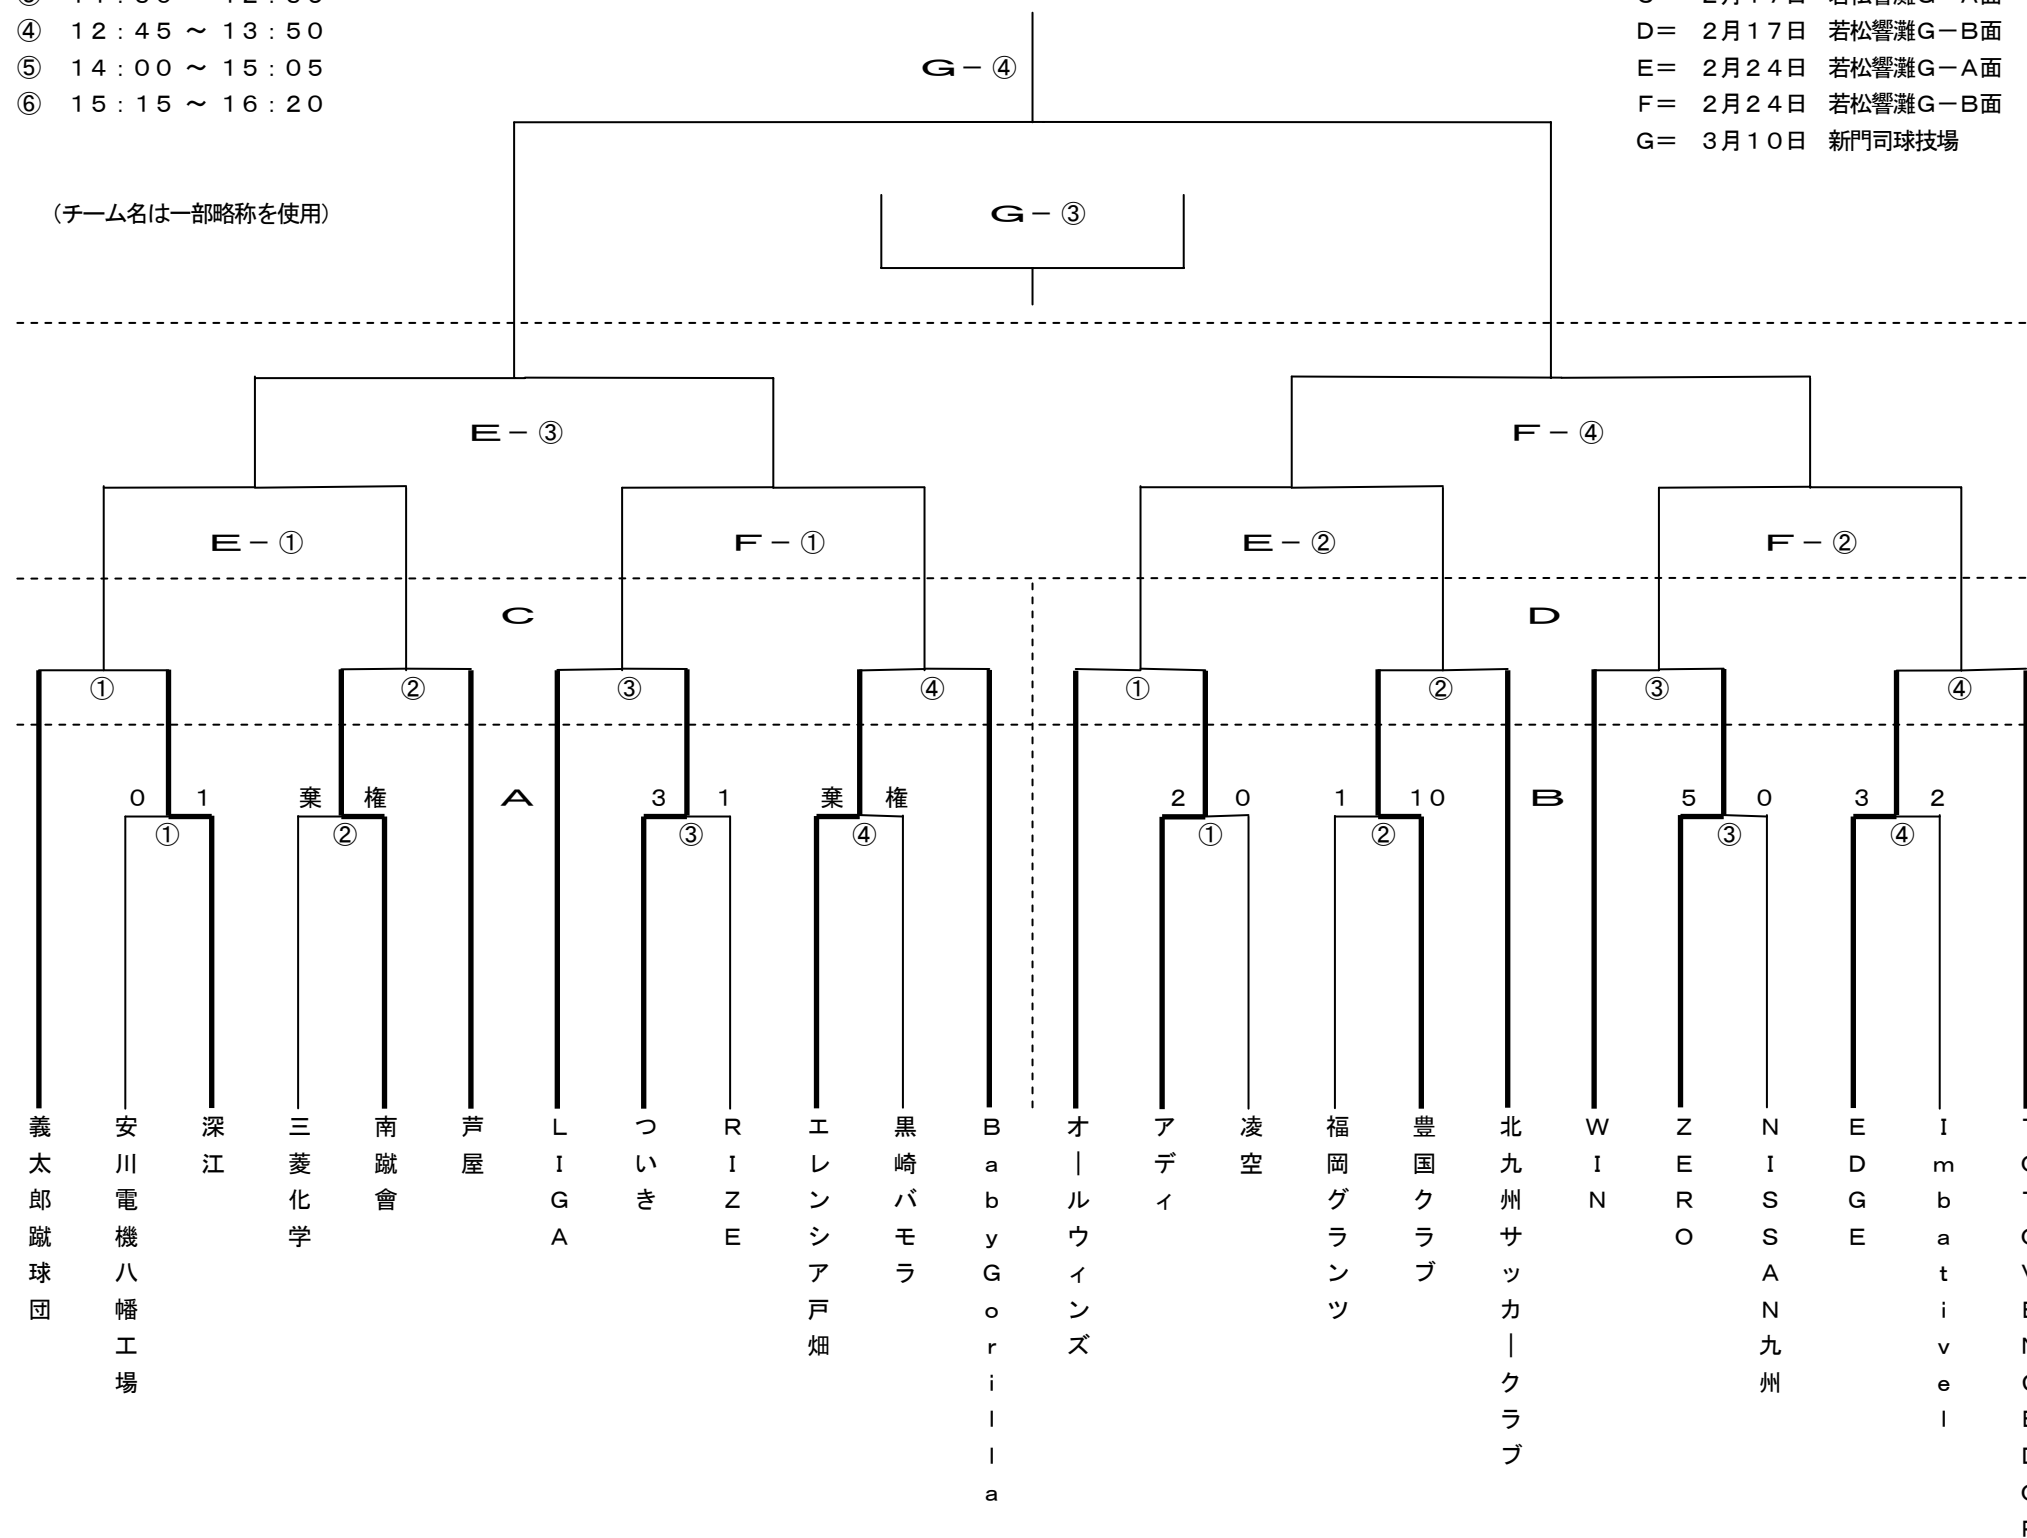 ④ 12:45 ～ 13:50
⑤ 14:00 ～ 15:05
⑥ 15:15 ～ 16:20
（チーム名は一部略称を使用）
D＝ 2月17日 若松響灘G－B面
E＝ 2月24日 若松響灘G－A面
F＝ 2月24日 若松響灘G－B面
G＝ 3月10日 新門司球技場
G－④
G－③
E－③
F－④
E－①
F－①
E－②
F－②
C
D
① ② ③ ④ ① ② ③ ④
0 1 棄 権 A 3 1 棄 権 2 0 1 10 B 5 0 3 2
① ② ③ ④ ① ② ③ ④
義太郎蹴球団
安川電機八幡工場
深江
三菱化学
南蹴會
芦屋
LIGA
ついき
RIZE
エレンシア戸畑
黒崎バモラ
BabyGorilla
オールウィンズ
アディ
凌空
福岡グランツ
豊国クラブ
北九州サッカークラブ
WIN
ZERO
NISSAN九州
EDGE
Imbativel